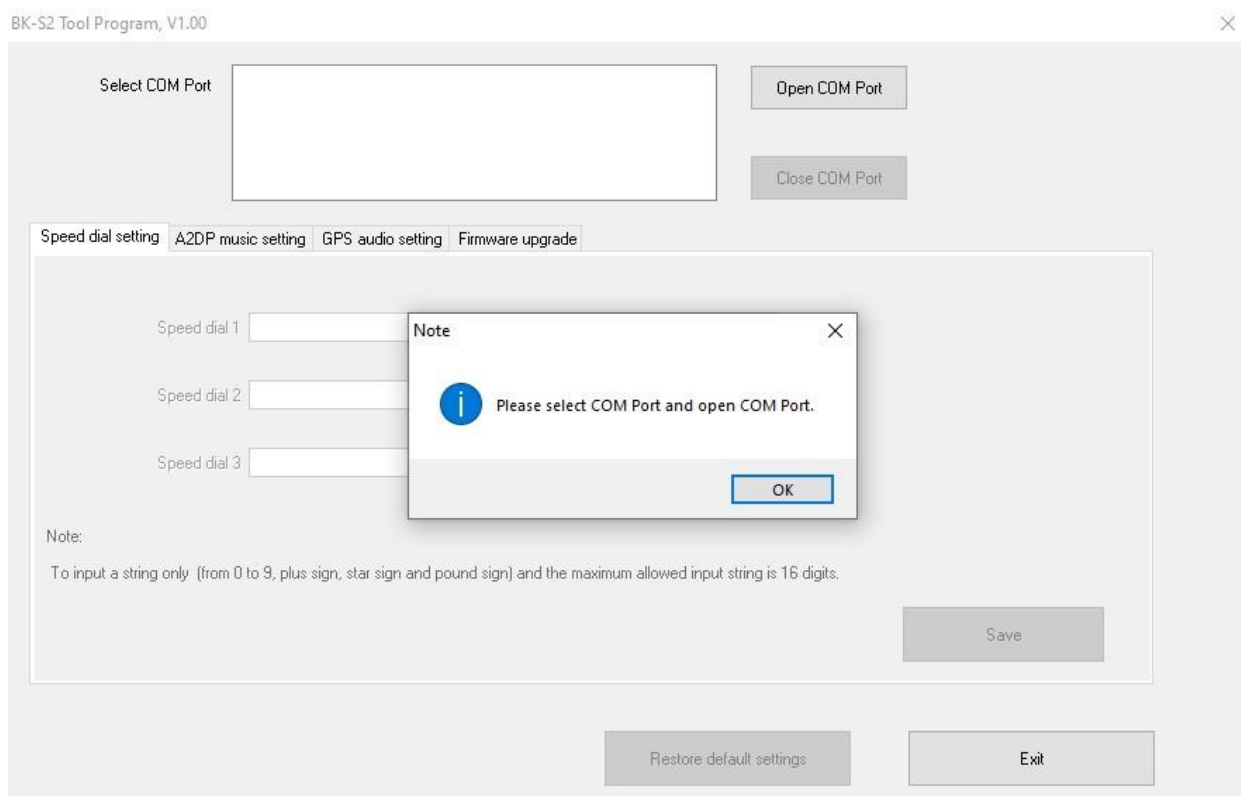 BK-S2 Tool Program, V1.00
Select COM Port
Open COM Port
Close COM Port
Speed dial setting A2DP music setting GPS audio setting Firmware upgrade
Speed dial 1
Speed dial 2
Speed dial 3
Note
Please select COM Port and open COM Port.
OK
Note:
To input a string only (from 0 to 9, plus sign, star sign and pound sign) and the maximum allowed input string is 16 digits.
Save
Restore default settings
Exit